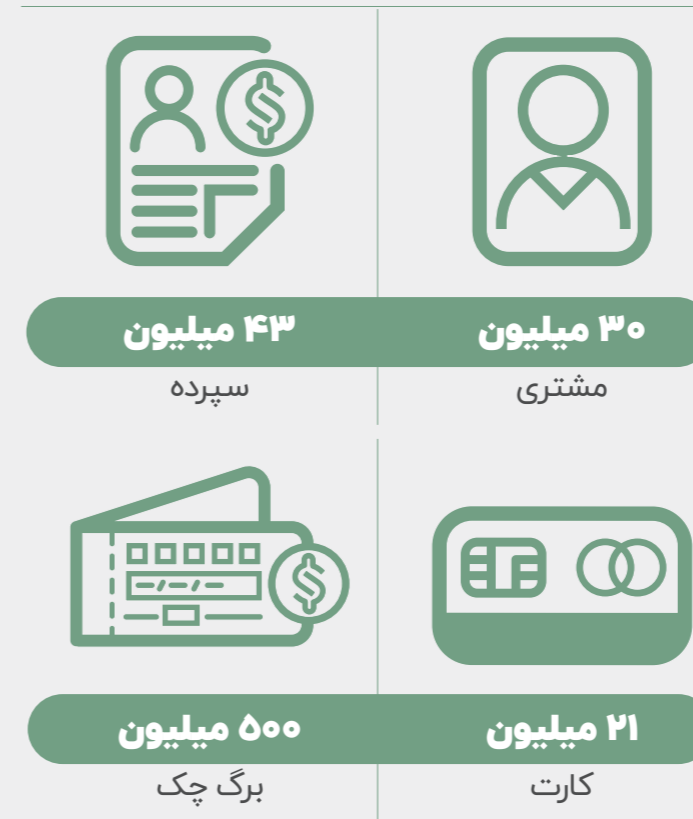 ۳۰ میلیون
مشتری
۴۳ میلیون
سپرده
۲۱ میلیون
کارت
۵۰۰ میلیون
برگ چک